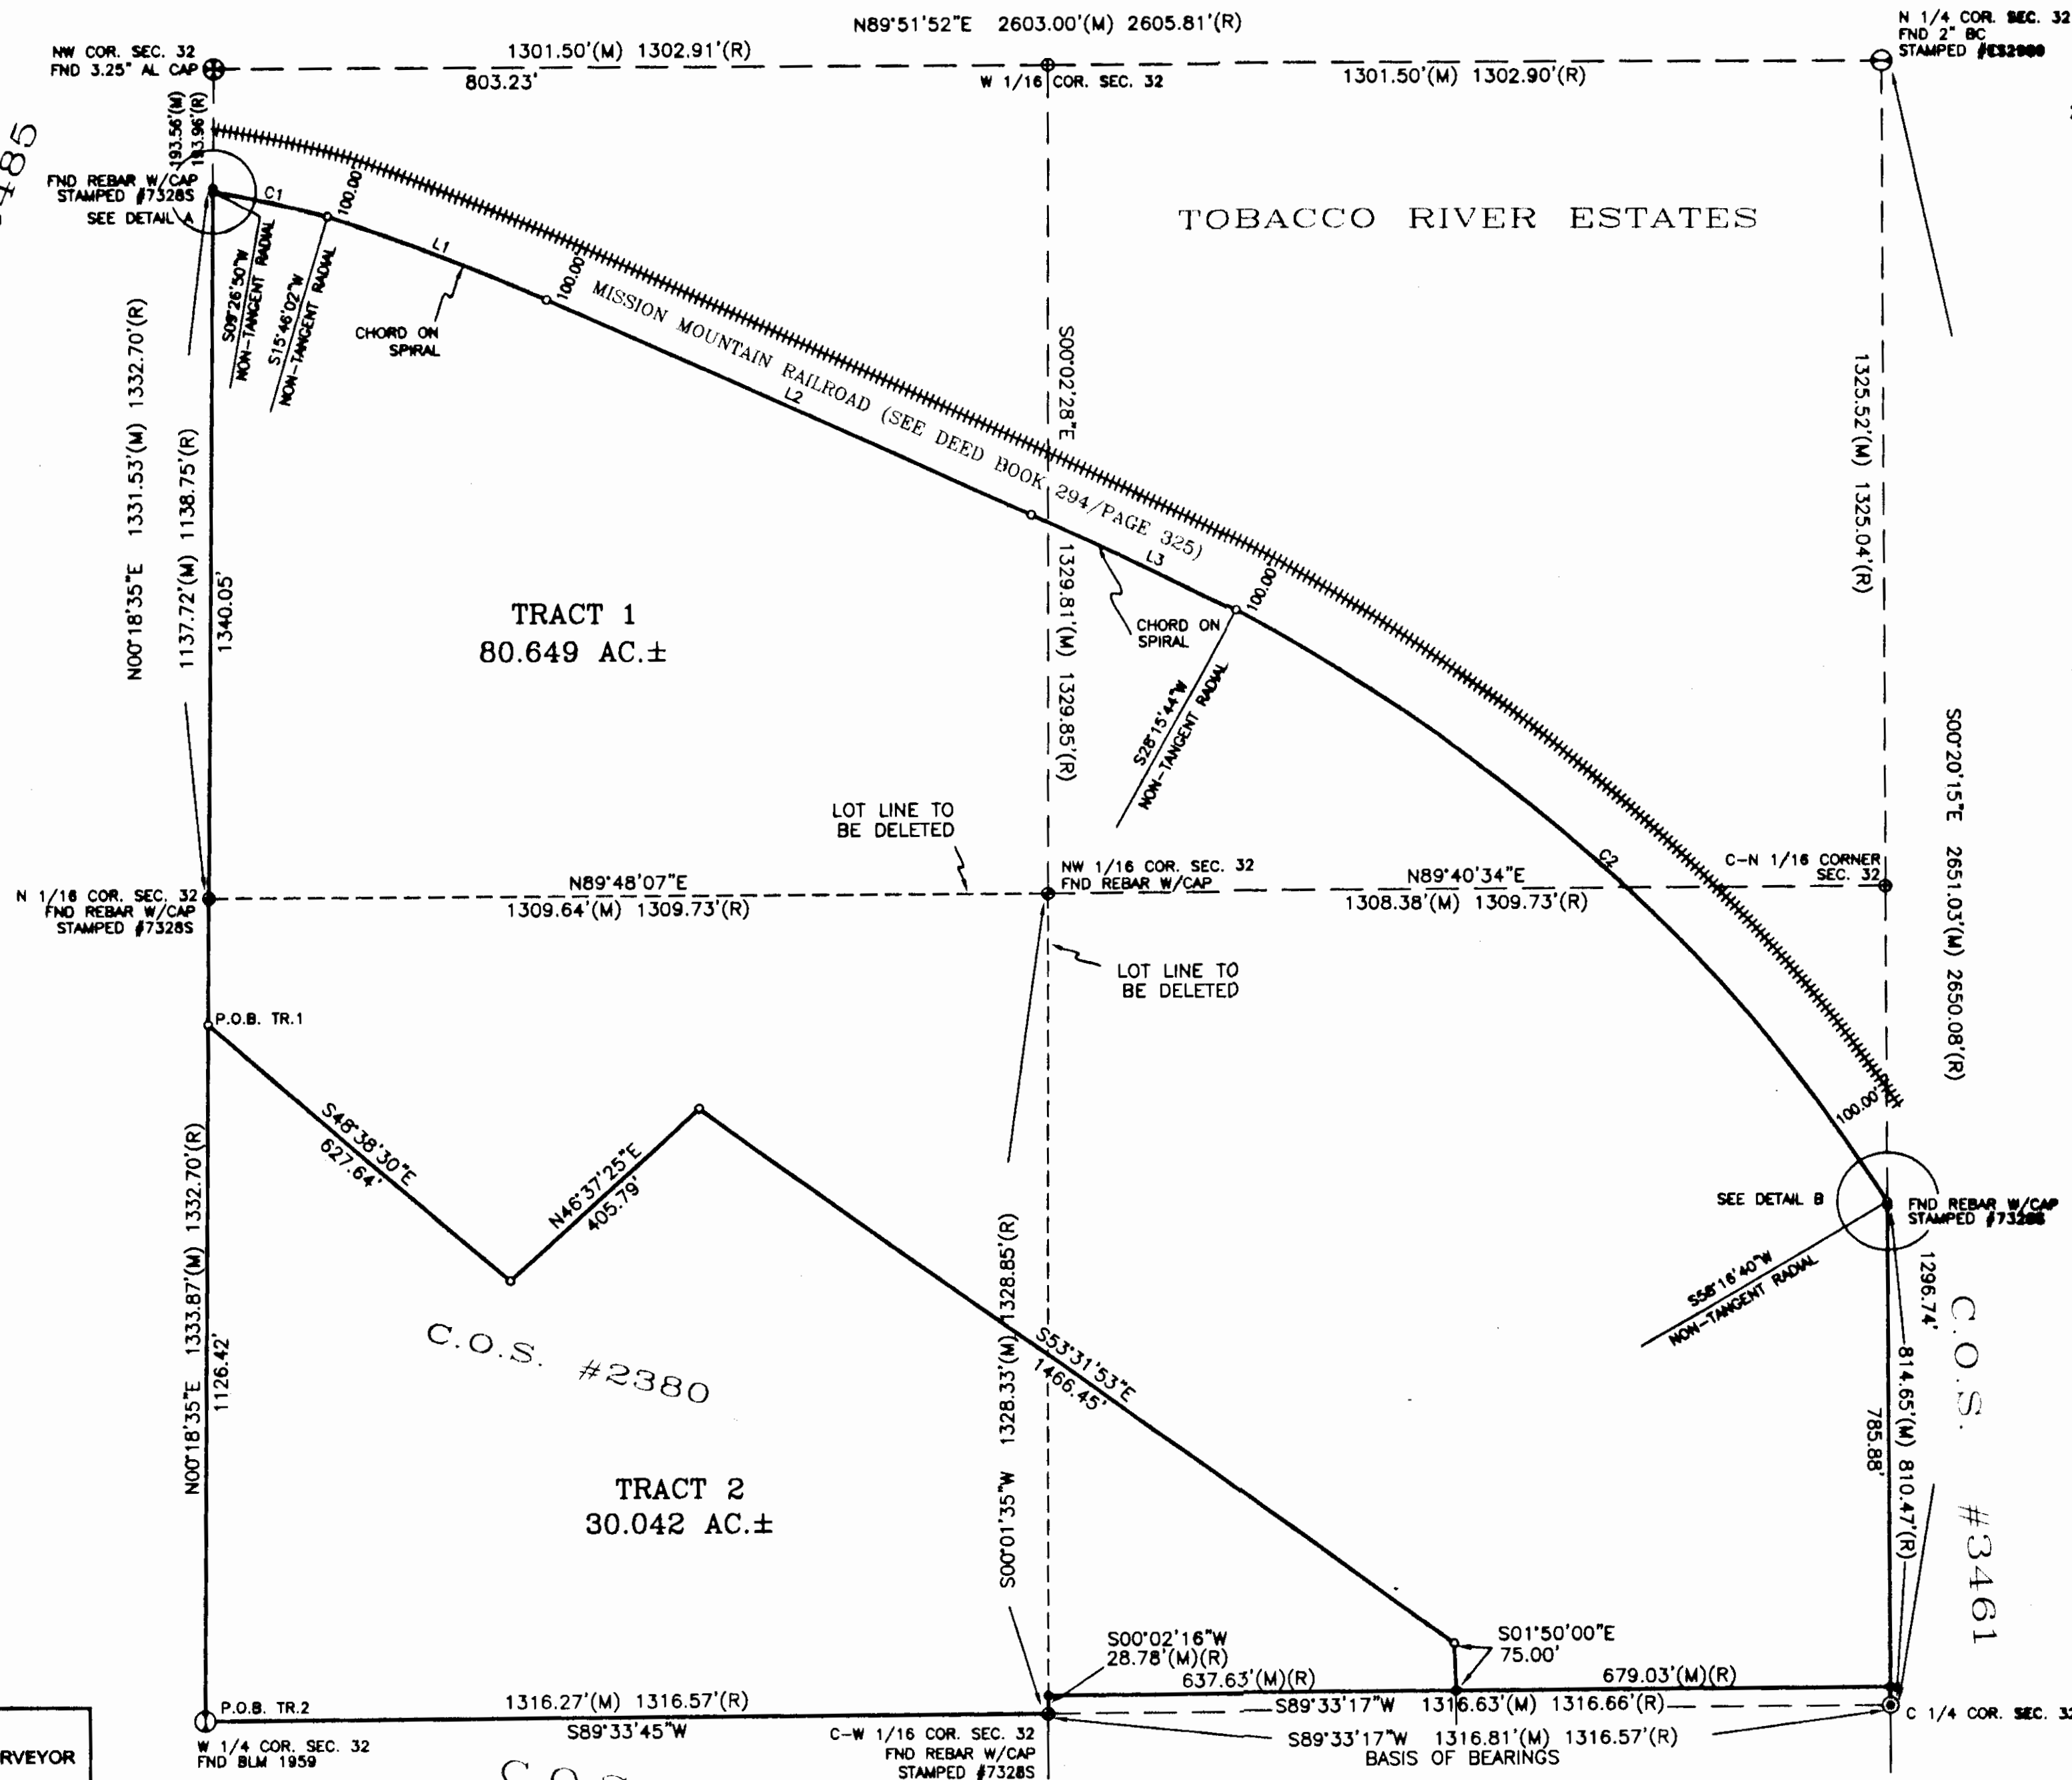 N89°51'52"E 2603.00'(M) 2605.81'(R)
N 1/4 COR. SEC. 32
FND 2" BC
STAMPED
NW COR. SEC. 32
FND 3.25" AL CAP
1301.50'(M) 1302.91'(R)
803.23'
W 1/16 COR. SEC. 32
1301.50'(M) 1302.90'(R)
485
193.56'(M)
193.96'(R)
FND REBAR W/CAP
STAMPED #7328S
SEE DETAIL A
C1
100.00'
L1
100.00'
S09°26'50"W
NON-TANGENT RADIAL
S15°46'02"W
NON-TANGENT RADIAL
CHORD ON
SPIRAL
TOBACCO RIVER ESTATES
MISSION MOUNTAIN RAILROAD (SEE DEED BOOK 294/PAGE 325)
L2
S00°02'28"E
1329.81'(M) 1329.85'(R)
1325.52'(M) 1325.04'(R)
N00°18'35"E 1331.53'(M) 1332.70'(R)
1137.72'(M) 1138.75'(R)
1340.05'
L3
100.00'
CHORD ON
SPIRAL
TRACT 1
80.649 AC.±
S28°15'44"W
NON-TANGENT RADIAL
S00°20'15"E 2651.03'(M) 2650.08'(R)
LOT LINE TO
BE DELETED
C2
C-N 1/16 CORNER
SEC. 32
N 1/16 COR. SEC. 32
FND REBAR W/CAP
STAMPED #7328S
N89°48'07"E
1309.64'(M) 1309.73'(R)
NW 1/16 COR. SEC. 32
FND REBAR W/CAP
N89°40'34"E
1308.38'(M) 1309.73'(R)
LOT LINE TO
BE DELETED
P.O.B. TR.1
S48°38'30"E
627.64'
N46°37'25"E
405.79'
100.00'
SEE DETAIL B
FND REBAR W/CAP
STAMPED
S58°16'40"W
NON-TANGENT RADIAL
N00°18'35"E 1333.87'(M) 1332.70'(R)
1126.42'
C.O.S. #2380
S53°31'53"E
1466.45'
S00°01'35"W 1328.33'(M) 1328.85'(R)
1296.74'
814.65'(M) 810.47'(R)
785.88'
C.O.S. #3461
TRACT 2
30.042 AC.±
S00°02'16"W
28.78'(M)(R)
S01°50'00"E
75.00'
637.63'(M)(R)
679.03'(M)(R)
S89°33'17"W 1316.63'(M) 1316.66'(R)
P.O.B. TR.2
1316.27'(M) 1316.57'(R)
S89°33'45"W
C 1/4 COR. SEC. 32
W 1/4 COR. SEC. 32
FND BLM 1959
C-W 1/16 COR. SEC. 32
FND REBAR W/CAP
STAMPED #7328S
S89°33'17"W 1316.81'(M) 1316.57'(R)
BASIS OF BEARINGS
RVEYOR